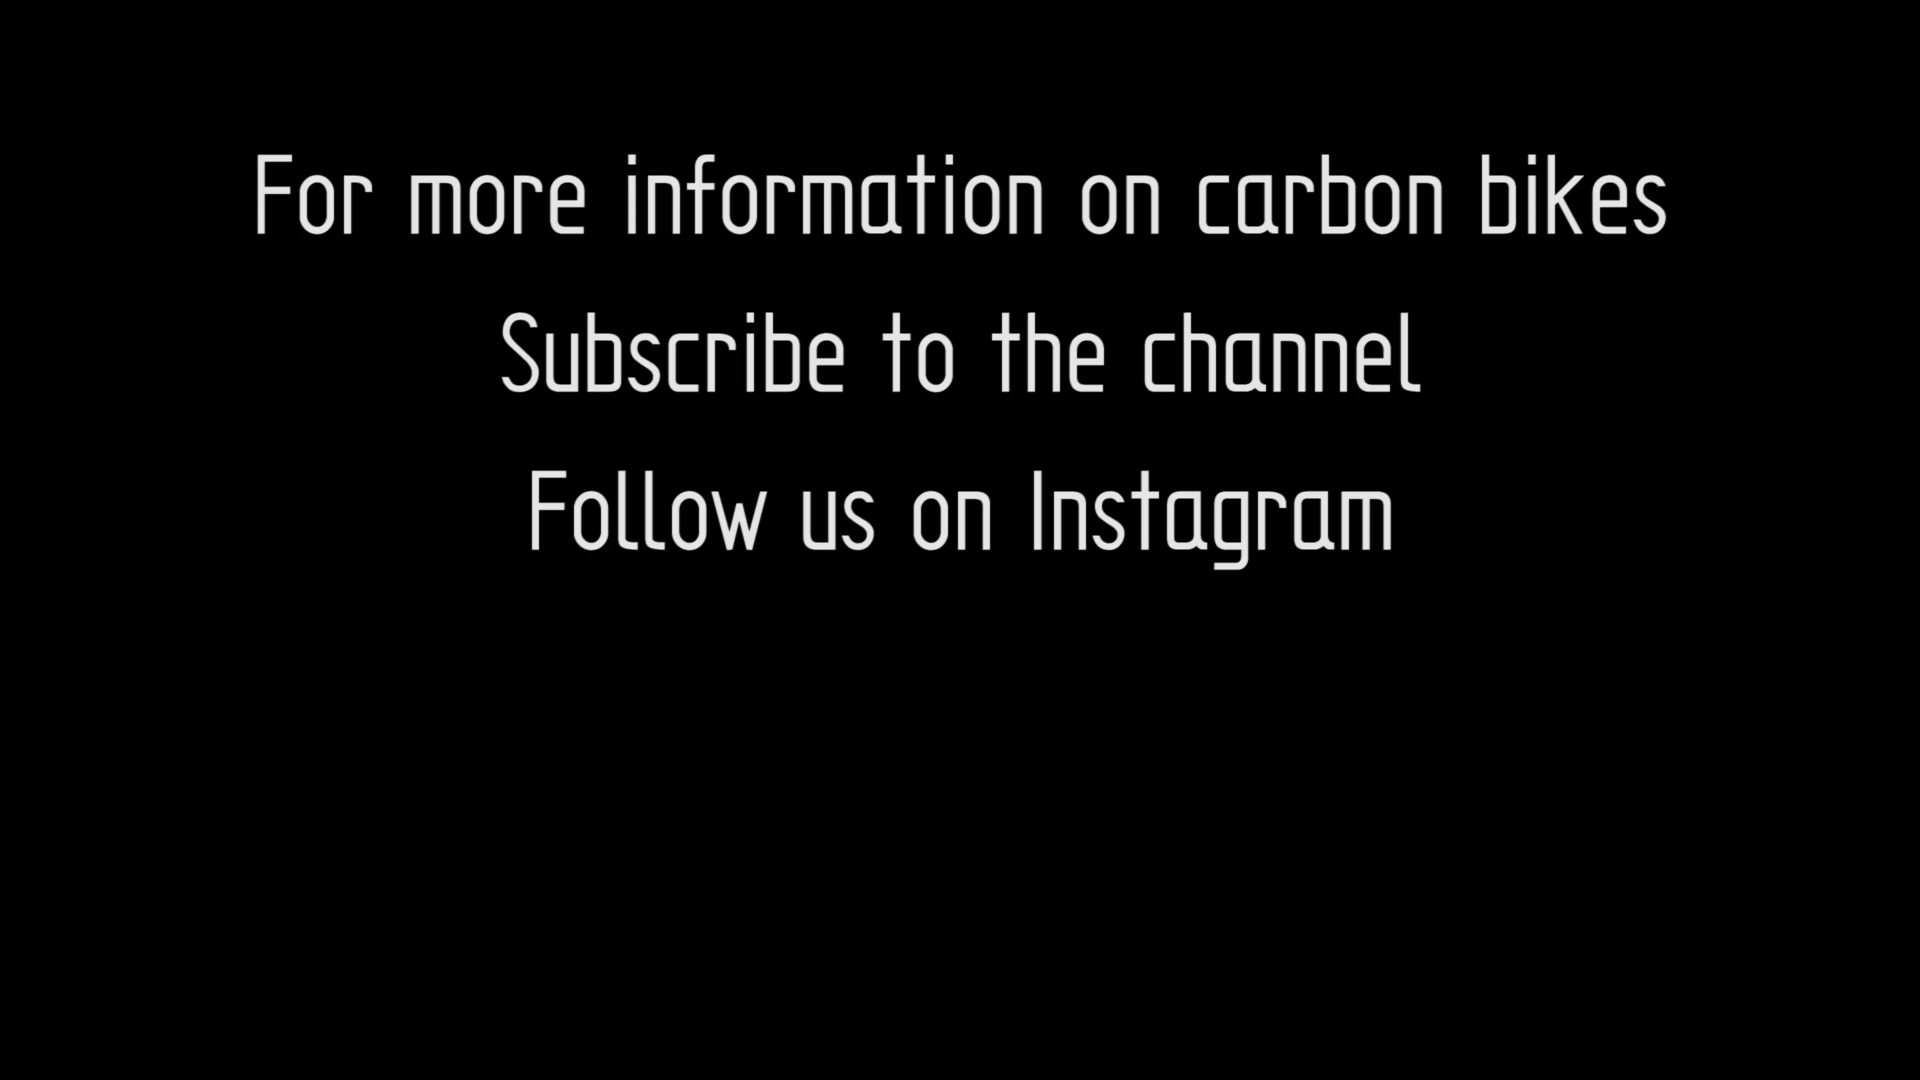 For more information on carbon bikes
Subscribe to the channel
Follow us on Instagram